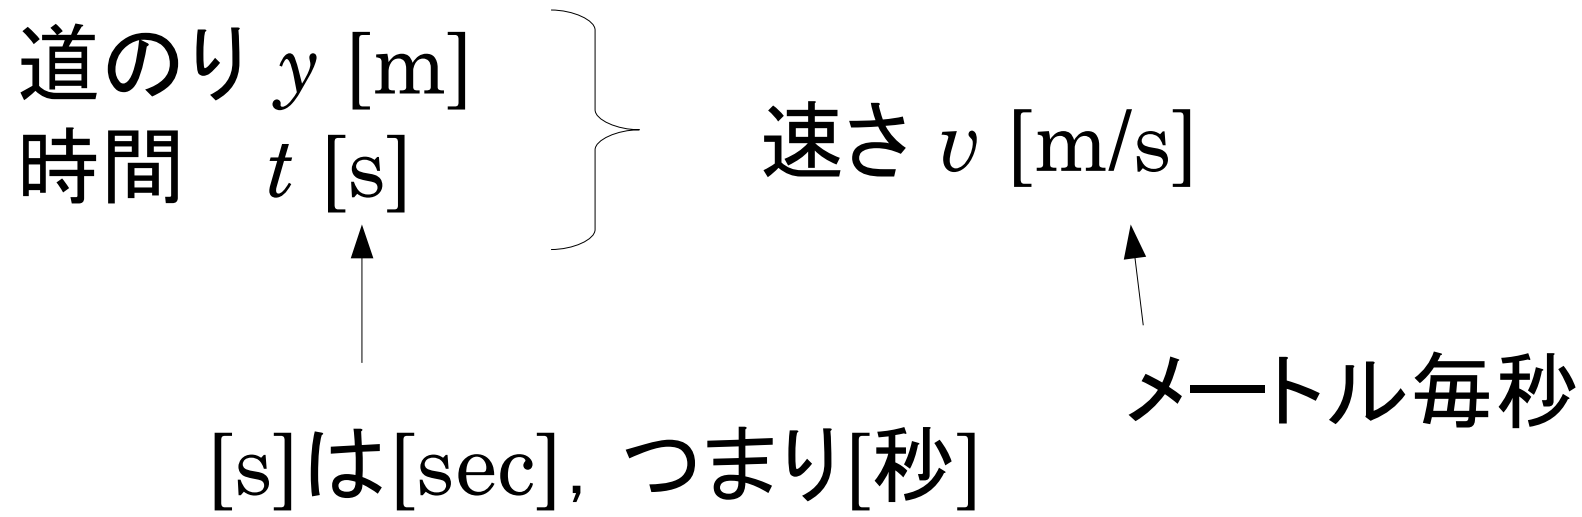 道のり y [m]
時間 t [s]
速さ v [m/s]
メートル毎秒
[s]は[sec], つまり[秒]